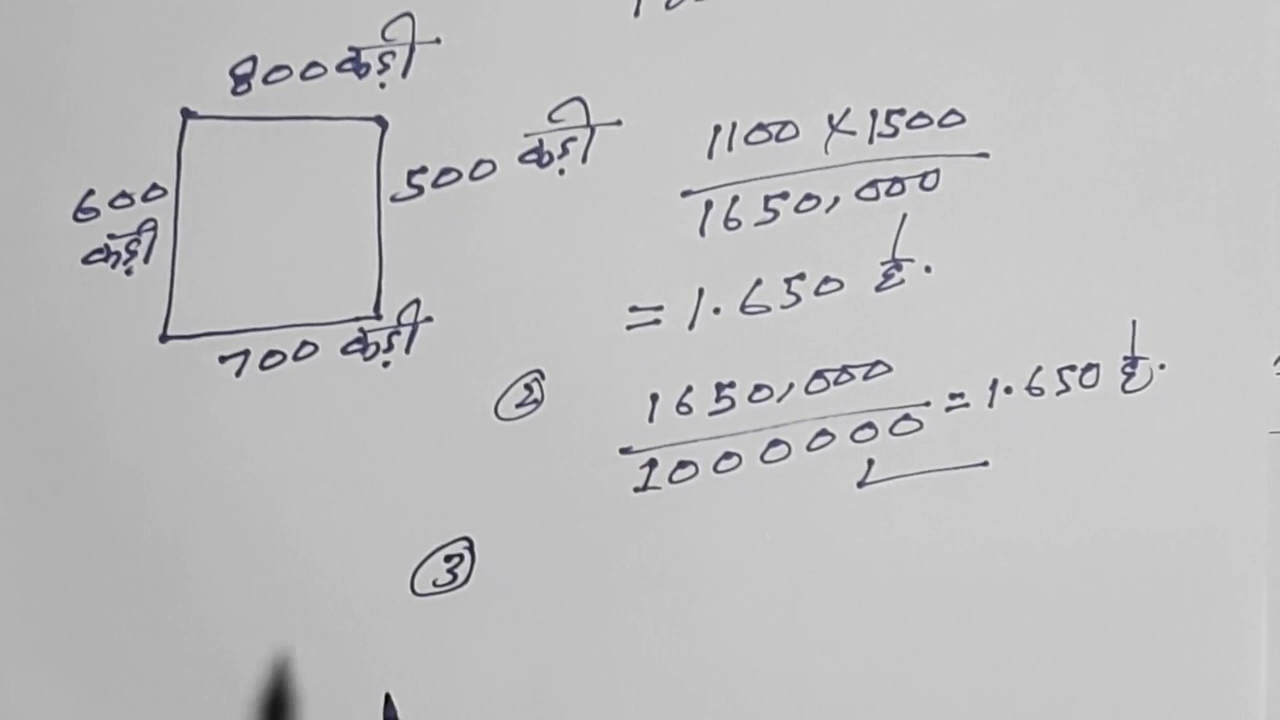 800 कड़ी
600
कड़ी
500 कड़ी
700 कड़ी
1100 X 1500
1650,000
= 1.650 ए.
② 1650,000
1000000
= 1.650 ए.
③